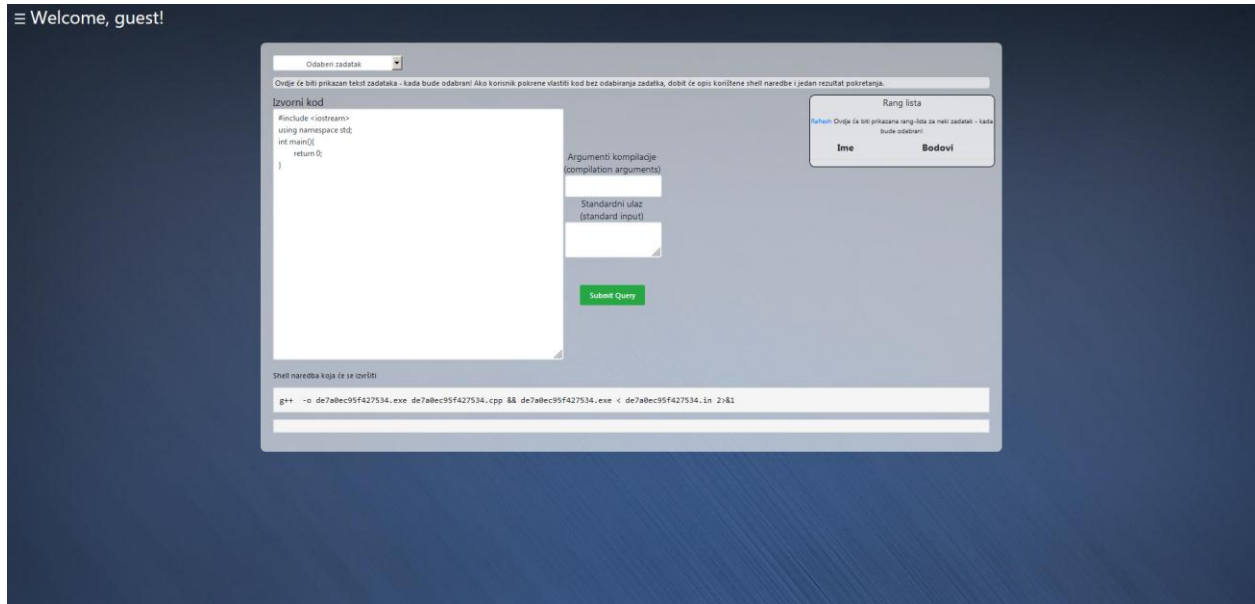 ☰ Welcome, guest!
Odaberi zadatak
Ovdje će biti prikazan tekst zadataka - kada bude odabran! Ako korisnik pokrene vlastiti kod bez odabiranja zadatka, dobit će opis korištene shell naredbe i jedan rezultat pokretanja.
Izvorni kod
#include <iostream>
using namespace std;
int main(){
return 0;
}
Argumenti kompilacije
(compilation arguments)
Standardni ulaz
(standard input)
Submit Query
Rang lista
Refresh Ovdje će biti prikazana rang-lista za neki zadatak - kada
bude odabran!
Ime Bodovi
Shell naredba koja će se izvršiti
g++ -o de7a0ec95f427534.exe de7a0ec95f427534.cpp && de7a0ec95f427534.exe < de7a0ec95f427534.in 2>&1